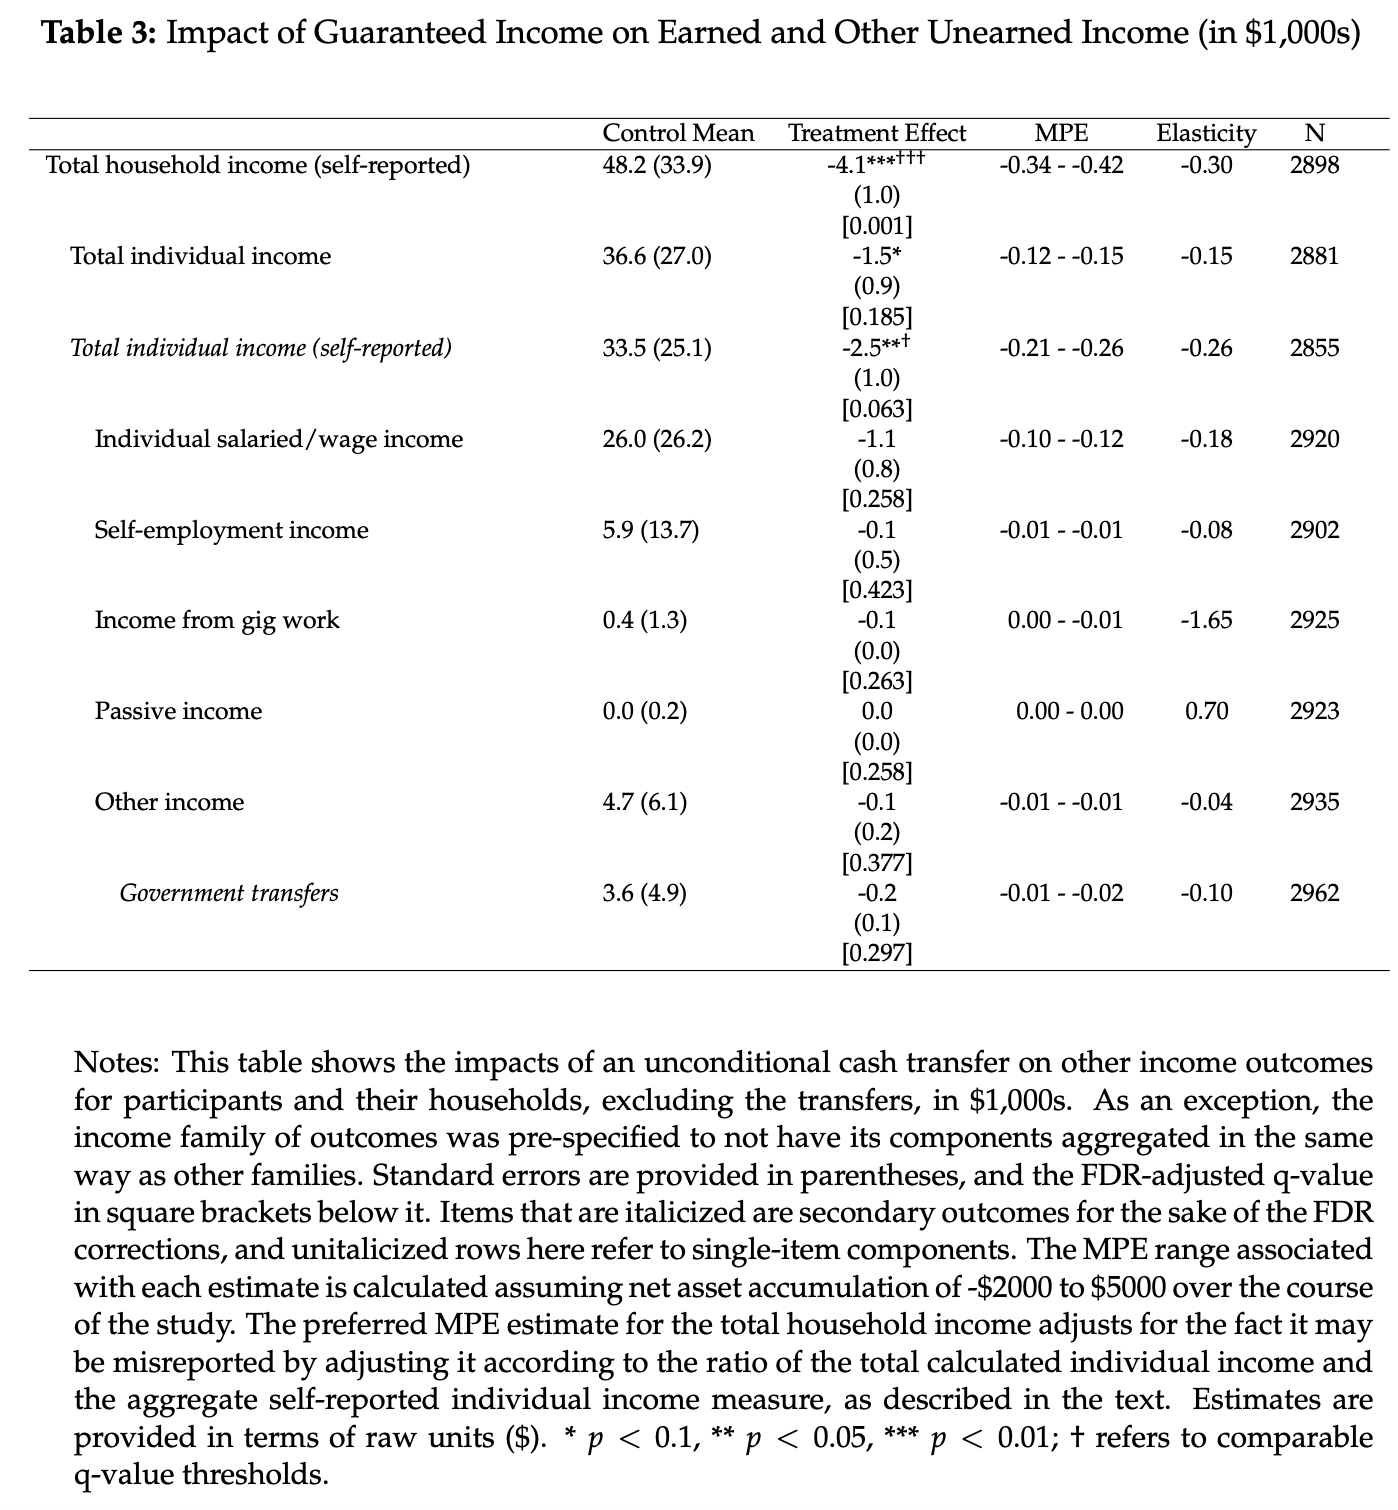 Table 3: Impact of Guaranteed Income on Earned and Other Unearned Income (in $1,000s)
Control Mean Treatment Effect MPE Elasticity N
Total household income (self-reported) 48.2 (33.9) -4.1***††† -0.34 - -0.42 -0.30 2898
(1.0)
[0.001]
Total individual income 36.6 (27.0) -1.5* -0.12 - -0.15 -0.15 2881
(0.9)
[0.185]
Total individual income (self-reported) 33.5 (25.1) -2.5**† -0.21 - -0.26 -0.26 2855
(1.0)
[0.063]
Individual salaried/wage income 26.0 (26.2) -1.1 -0.10 - -0.12 -0.18 2920
(0.8)
[0.258]
Self-employment income 5.9 (13.7) -0.1 -0.01 - -0.01 -0.08 2902
(0.5)
[0.423]
Income from gig work 0.4 (1.3) -0.1 0.00 - -0.01 -1.65 2925
(0.0)
[0.263]
Passive income 0.0 (0.2) 0.0 0.00 - 0.00 0.70 2923
(0.0)
[0.258]
Other income 4.7 (6.1) -0.1 -0.01 - -0.01 -0.04 2935
(0.2)
[0.377]
Government transfers 3.6 (4.9) -0.2 -0.01 - -0.02 -0.10 2962
(0.1)
[0.297]
Notes: This table shows the impacts of an unconditional cash transfer on other income outcomes
for participants and their households, excluding the transfers, in $1,000s. As an exception, the
income family of outcomes was pre-specified to not have its components aggregated in the same
way as other families. Standard errors are provided in parentheses, and the FDR-adjusted q-value
in square brackets below it. Items that are italicized are secondary outcomes for the sake of the FDR
corrections, and unitalicized rows here refer to single-item components. The MPE range associated
with each estimate is calculated assuming net asset accumulation of -$2000 to $5000 over the course
of the study. The preferred MPE estimate for the total household income adjusts for the fact it may
be misreported by adjusting it according to the ratio of the total calculated individual income and
the aggregate self-reported individual income measure, as described in the text. Estimates are
provided in terms of raw units ($). * p < 0.1, ** p < 0.05, *** p < 0.01; † refers to comparable
q-value thresholds.